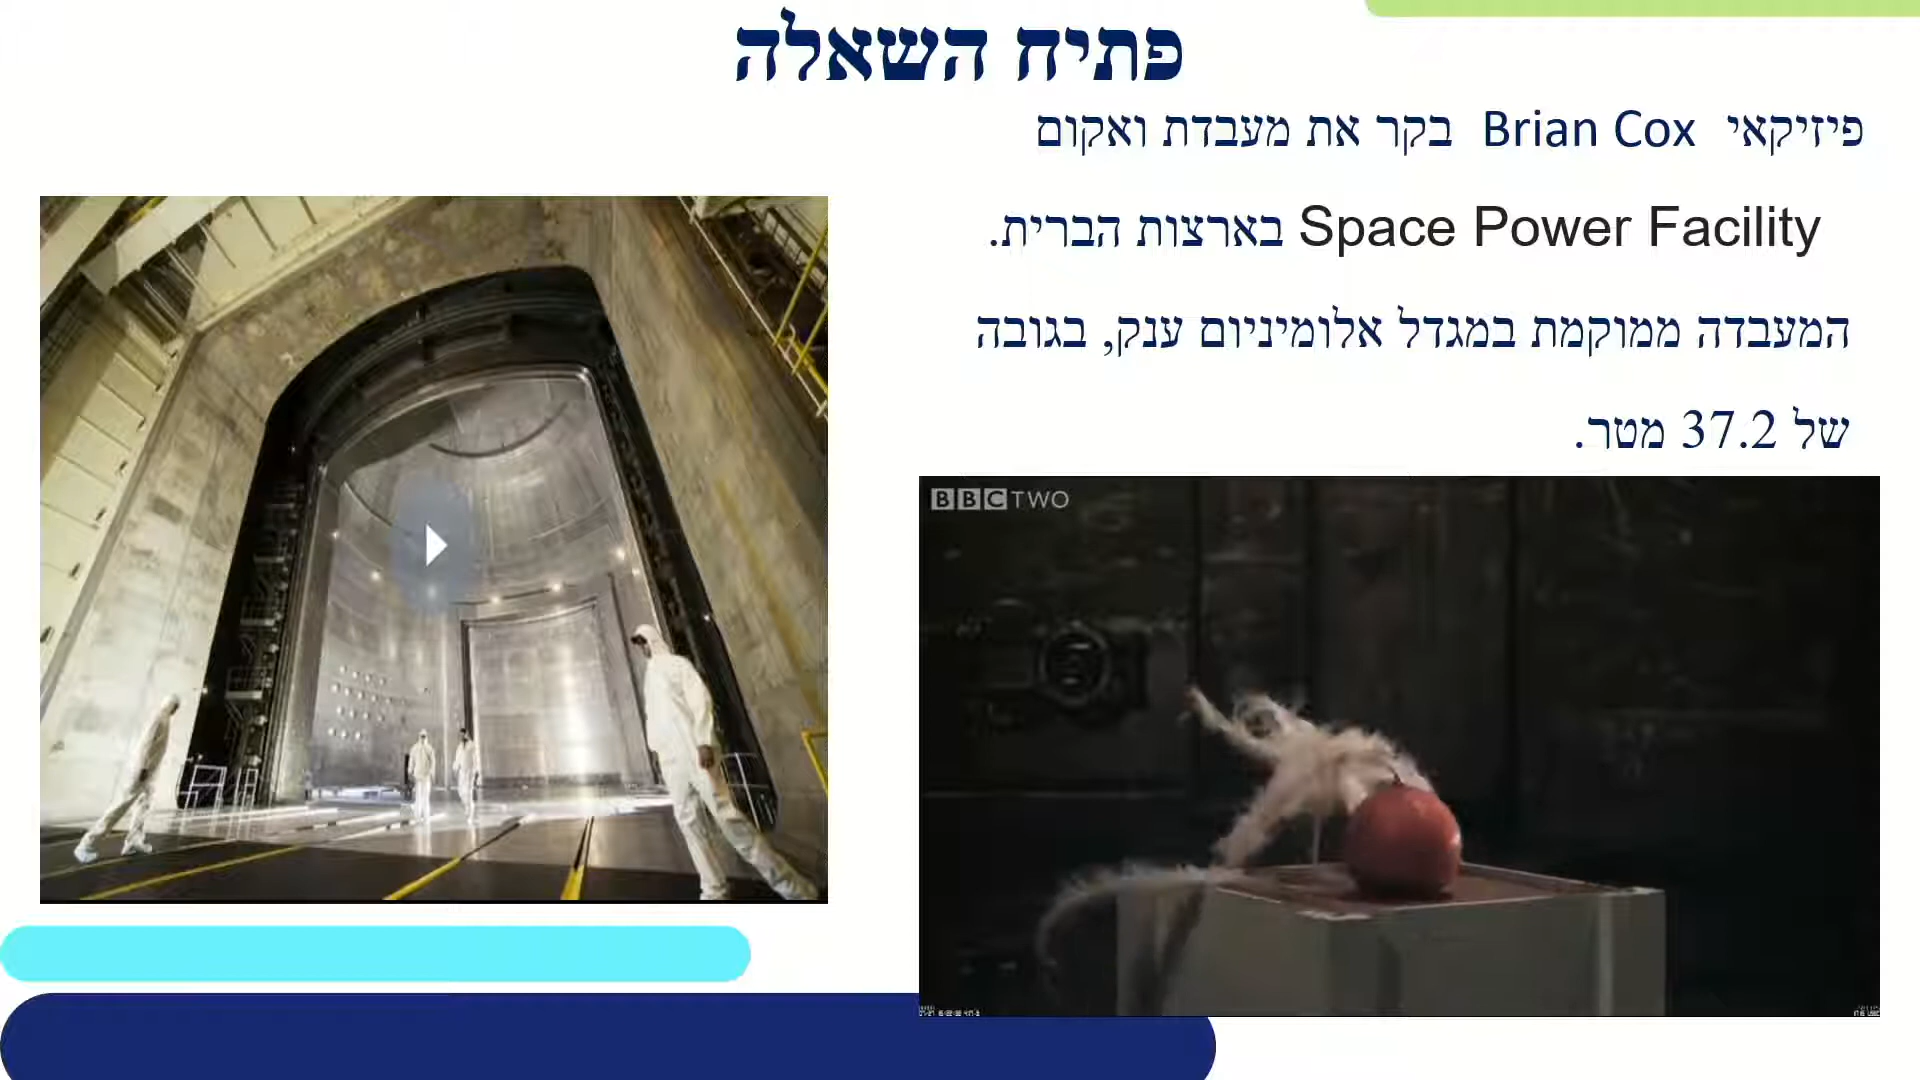 פתיח השאלה
פיזיקאי Brian Cox בקר את מעבדת ואקום
Space Power Facility בארצות הברית.
המעבדה ממוקמת במגדל אלומיניום ענק, בגובה
של 37.2 מטר.
BBC TWO